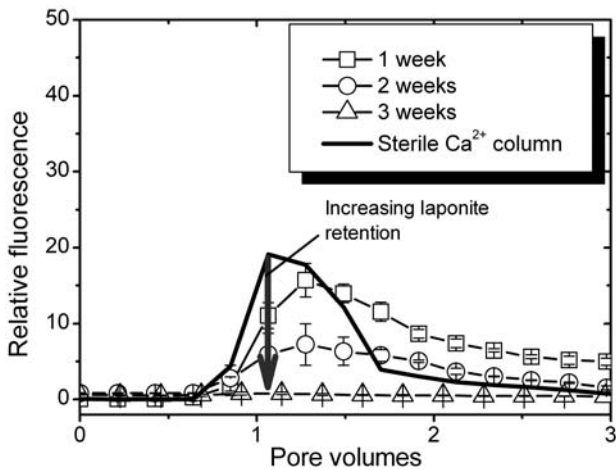 50
40
30
20
10
0
Relative fluorescence
1 week
2 weeks
3 weeks
Sterile Ca²⁺ column
Increasing laponite
retention
0 1 2 3
Pore volumes